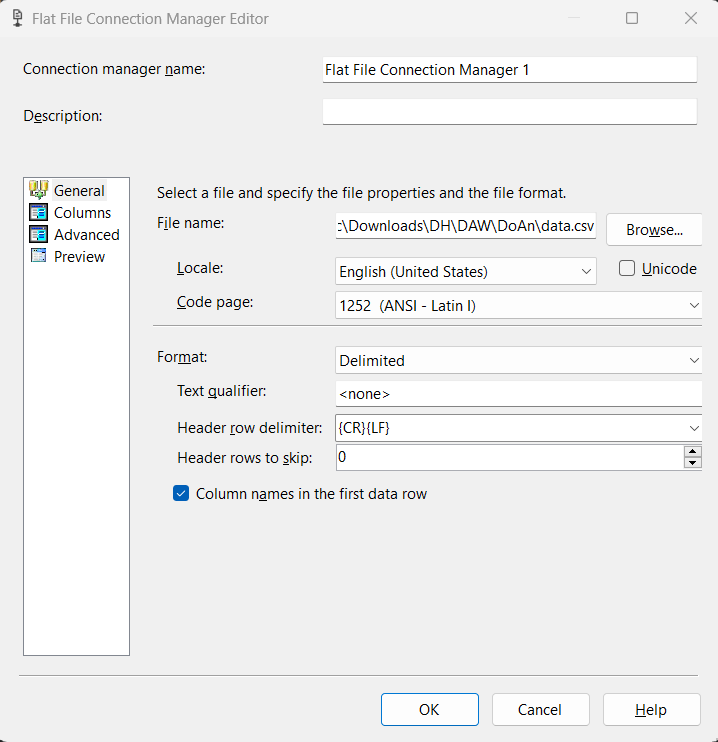 Flat File Connection Manager Editor
Connection manager name: Flat File Connection Manager 1
Description:
General
Columns
Advanced
Preview
Select a file and specify the file properties and the file format.
File name: :\Downloads\DH\DAW\DoAn\data.csv Browse...
Locale: English (United States) Unicode
Code page: 1252 (ANSI - Latin I)
Format: Delimited
Text qualifier: <none>
Header row delimiter: {CR}{LF}
Header rows to skip: 0
Column names in the first data row
OK Cancel Help